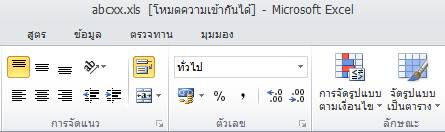 abcxx.xls [โหมดความเข้ากันได้] - Microsoft Excel
สูตร ข้อมูล ตรวจทาน มุมมอง
ทั่วไป
% ,
.00 .0
.0 .00
การจัดรูปแบบตามเงื่อนไข
จัดรูปแบบเป็นตาราง
การจัดแนว ตัวเลข ลักษณะ